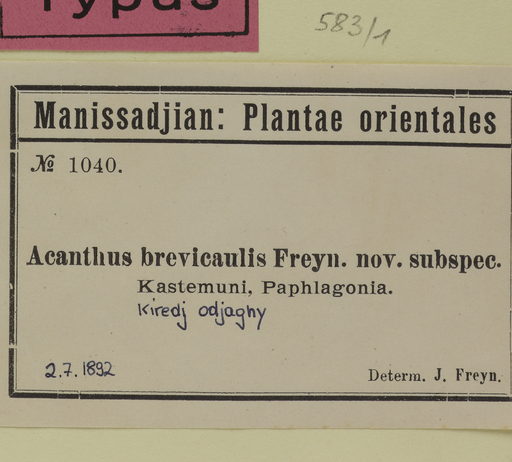 Typus
583/1
Manissadjian: Plantae orientales
№ 1040.
Acanthus brevicaulis Freyn. nov. subspec.
Kastemuni, Paphlagonia.
Kiredj odjaghy
2.7.1892
Determ. J. Freyn.